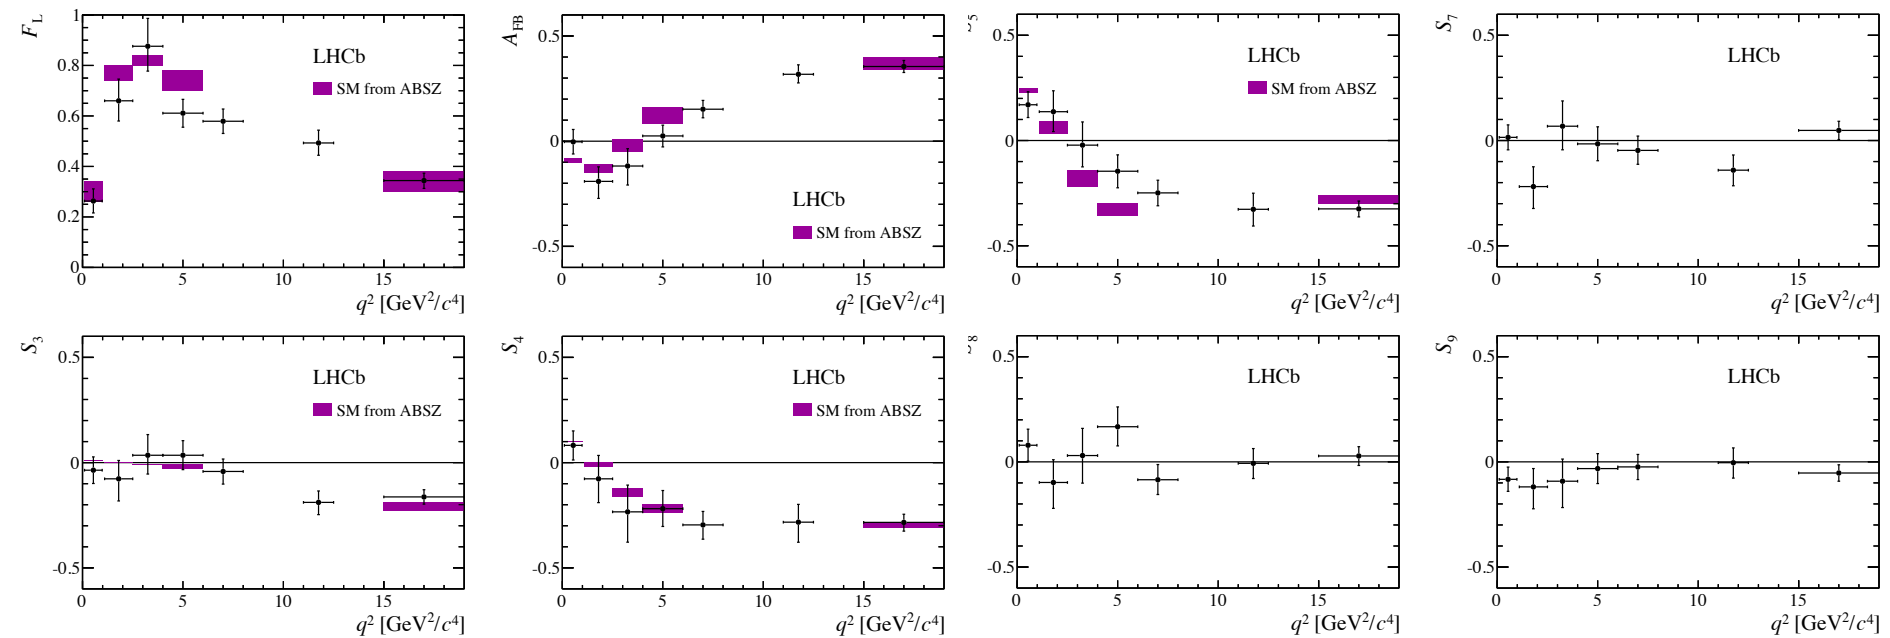 F_L
1
0.8
0.6
0.4
0.2
0
LHCb
SM from ABSZ
0 5 10 15
q² [GeV²/c⁴]
A_FB
0.5
0
-0.5
LHCb
SM from ABSZ
0 5 10 15
q² [GeV²/c⁴]
5
0.5
0
-0.5
LHCb
SM from ABSZ
0 5 10 15
q² [GeV²/c⁴]
S₇
0.5
0
-0.5
LHCb
0 5 10 15
q² [GeV²/c⁴]
S₃
0.5
0
-0.5
LHCb
SM from ABSZ
0 5 10 15
q² [GeV²/c⁴]
S₄
0.5
0
-0.5
LHCb
SM from ABSZ
0 5 10 15
q² [GeV²/c⁴]
8
0.5
0
-0.5
LHCb
0 5 10 15
q² [GeV²/c⁴]
S₉
0.5
0
-0.5
LHCb
0 5 10 15
q² [GeV²/c⁴]